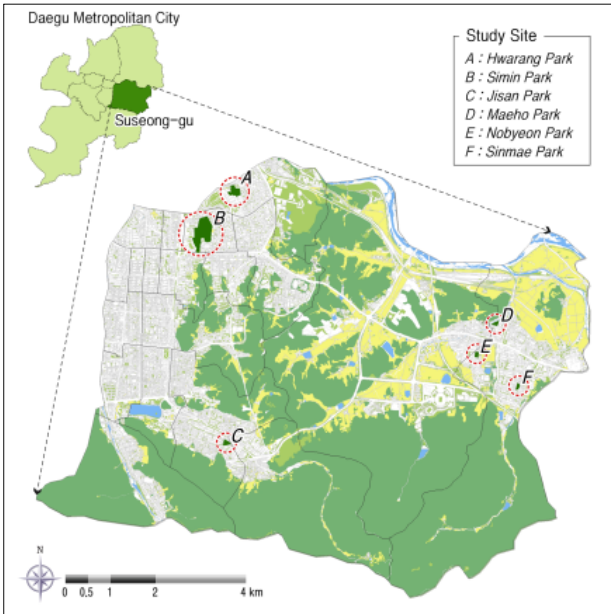 Daegu Metropolitan City
Suseong-gu
Study Site
A : Hwarang Park
B : Simin Park
C : Jisan Park
D : Maeho Park
E : Nobyeon Park
F : Sinmae Park
A
B
D
E
F
C
N
0 0.5 1 2 4 km